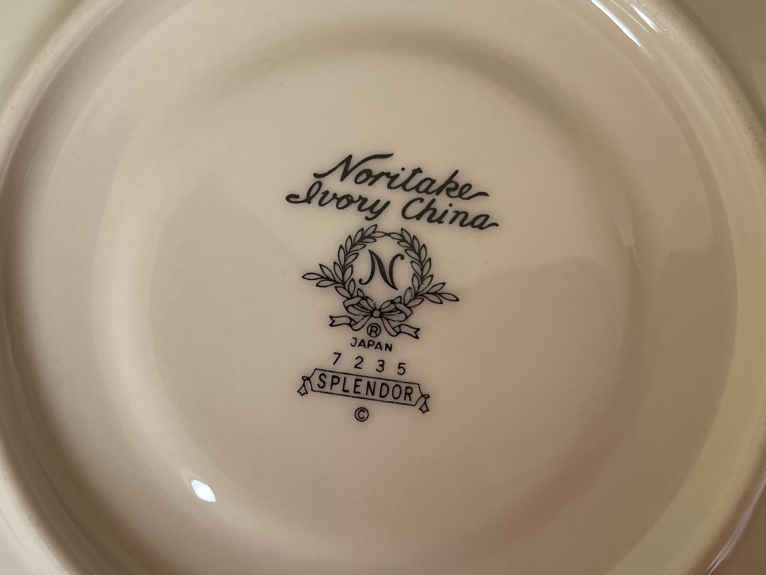 Noritake
Ivory China
N
®
JAPAN
7235
SPLENDOR
©